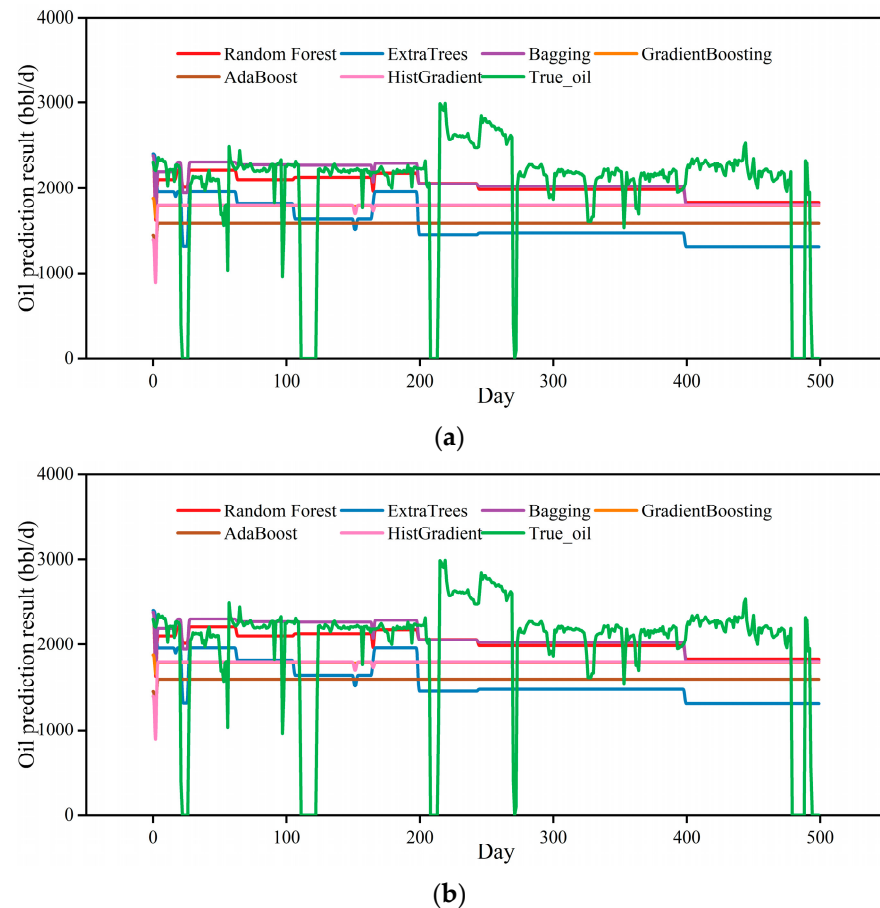 4000
Random Forest ExtraTrees Bagging GradientBoosting
AdaBoost HistGradient True_oil
3000
2000
1000
0
Oil prediction result (bbl/d)
0 100 200 300 400 500
Day
(a)
4000
Random Forest ExtraTrees Bagging GradientBoosting
AdaBoost HistGradient True_oil
3000
2000
1000
0
Oil prediction result (bbl/d)
0 100 200 300 400 500
Day
(b)